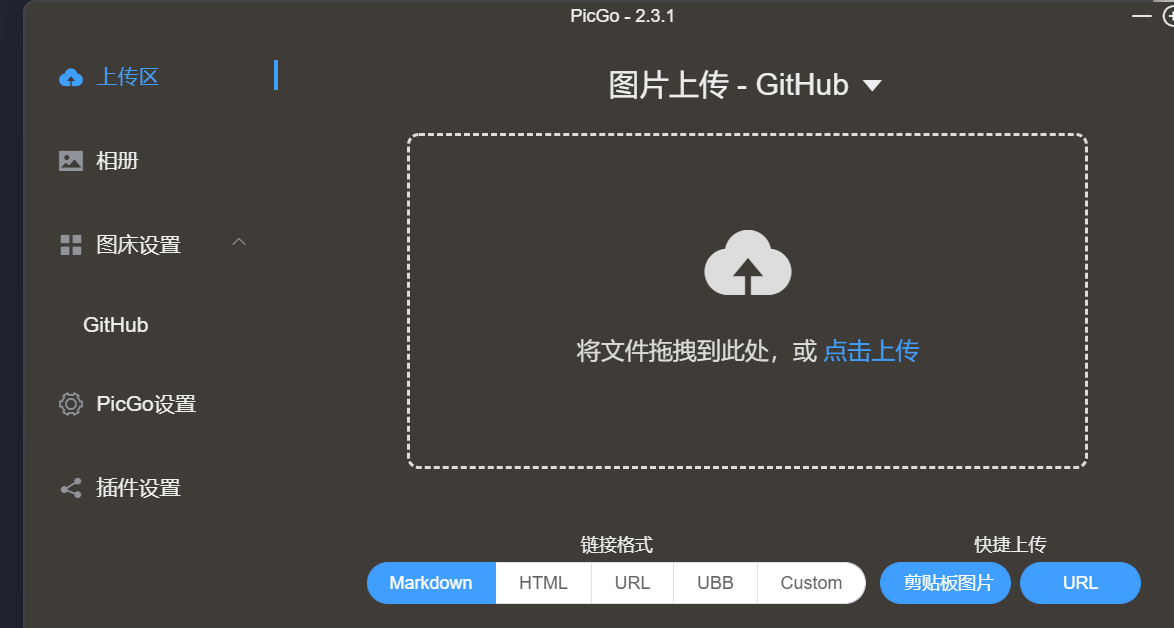 PicGo - 2.3.1
上传区
图片上传 - GitHub
相册
图床设置
GitHub
将文件拖拽到此处，或 点击上传
PicGo设置
插件设置
链接格式
快捷上传
Markdown HTML URL UBB Custom 剪贴板图片 URL